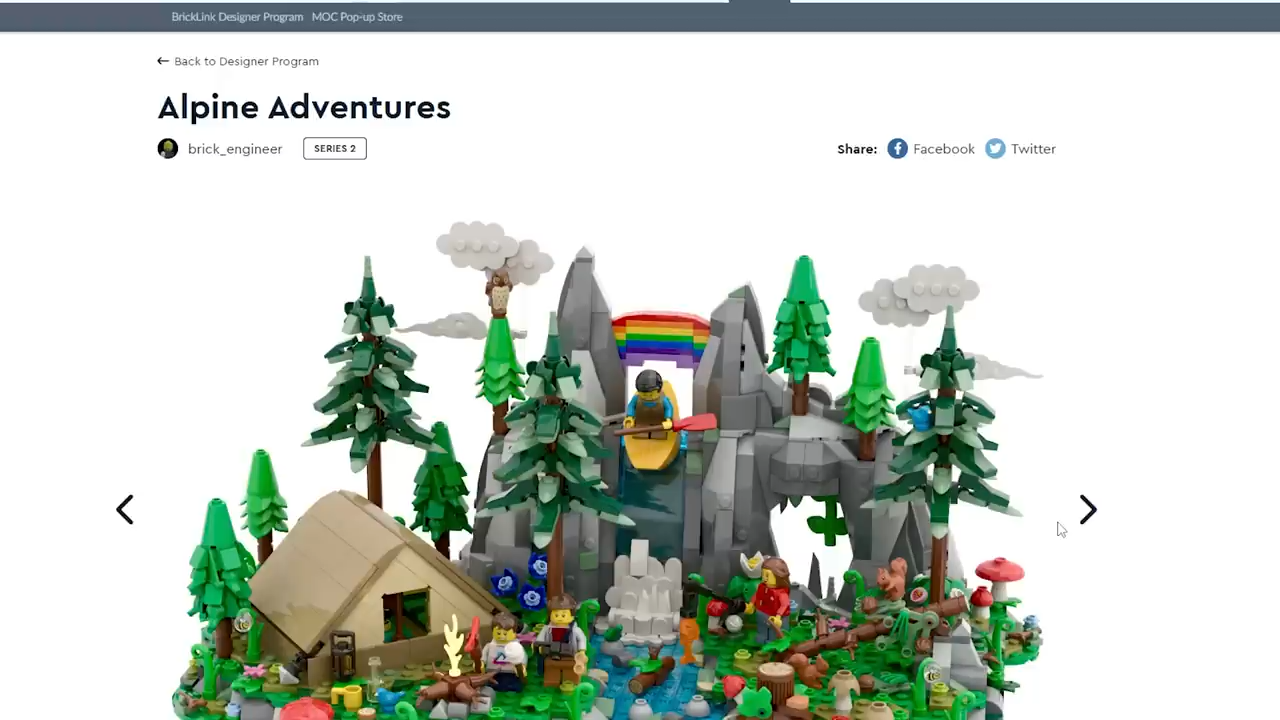 BrickLink Designer Program MOC Pop-up Store
← Back to Designer Program
Alpine Adventures
brick_engineer SERIES 2 Share: Facebook Twitter